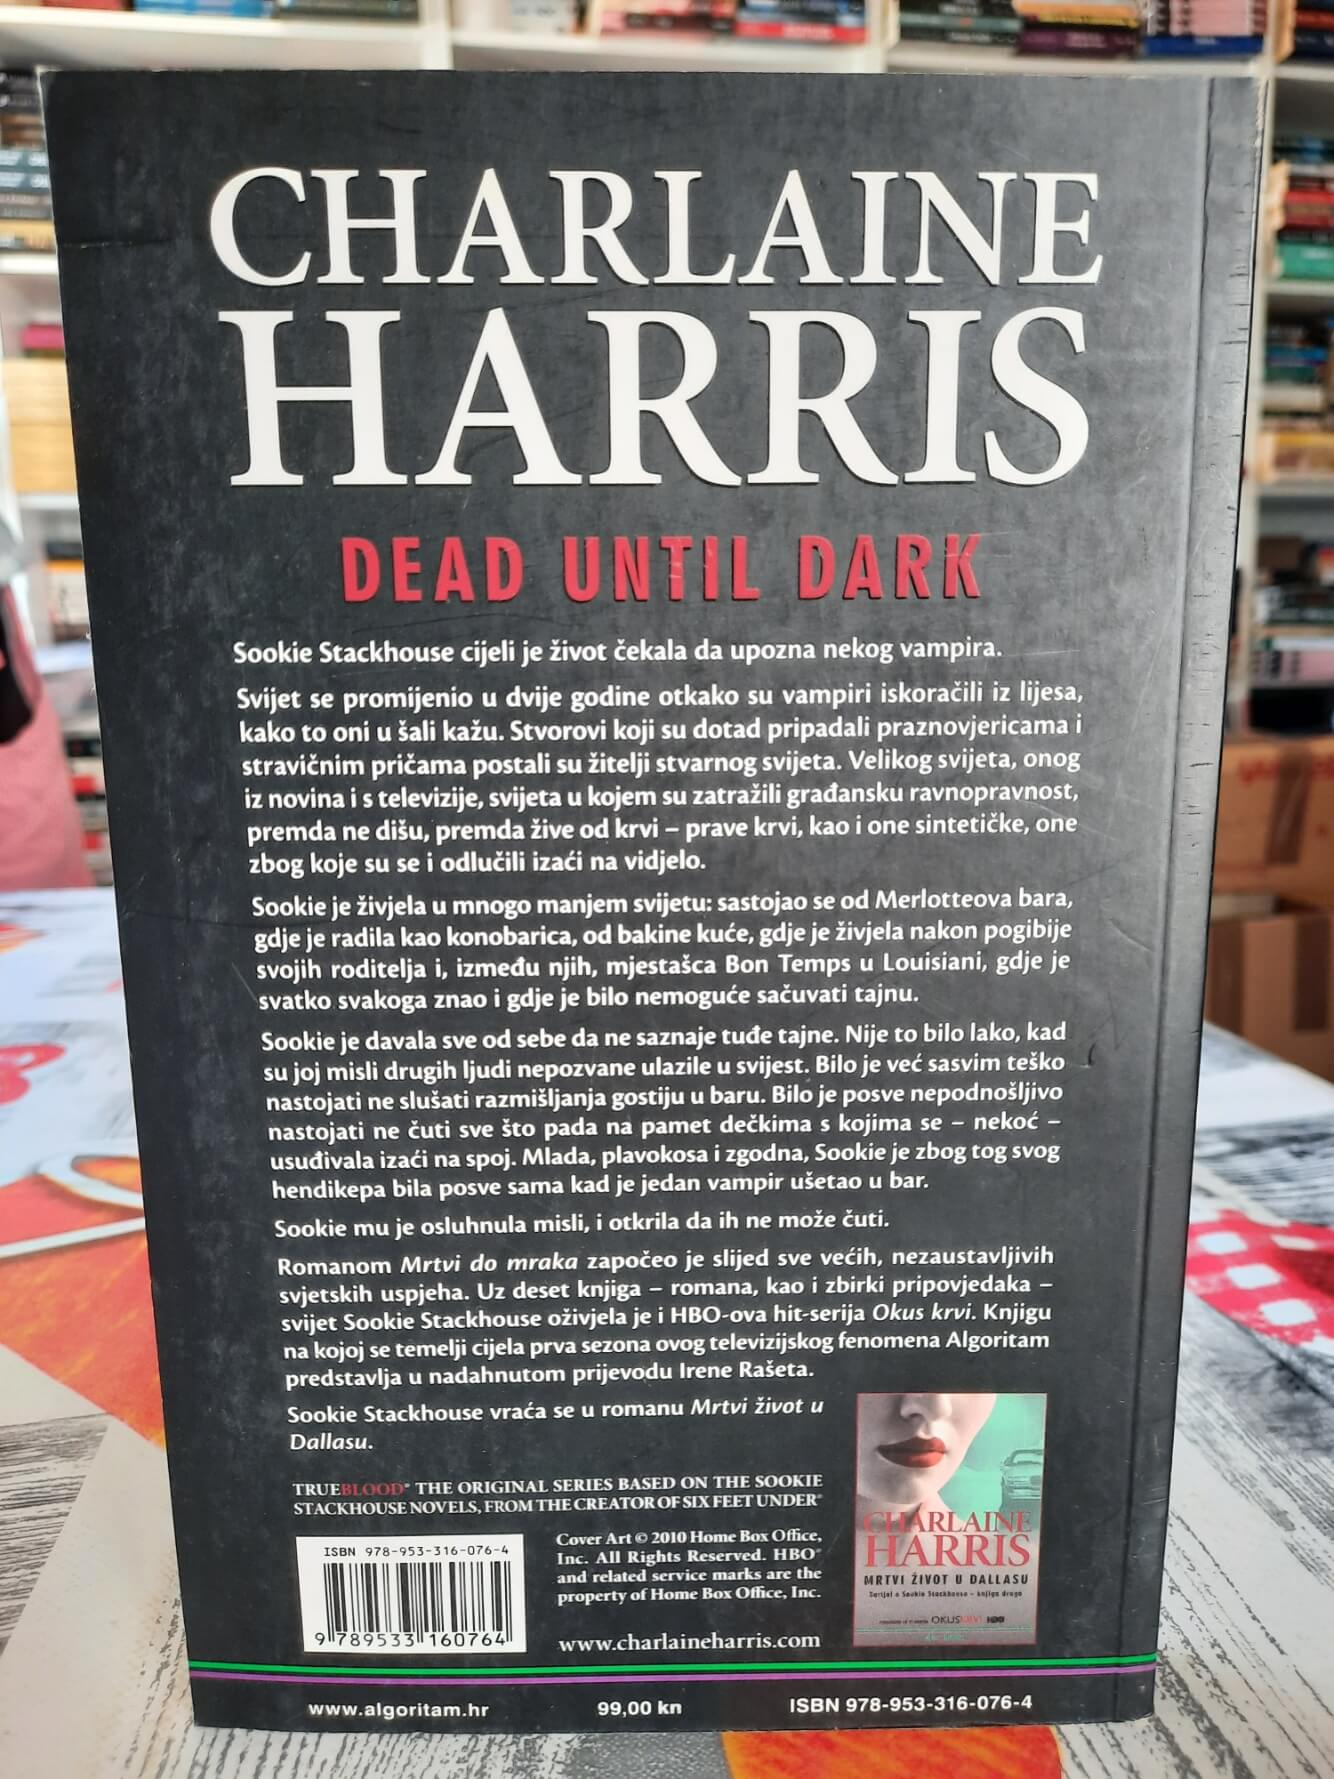 CHARLAINE
HARRIS
DEAD UNTIL DARK
Sookie Stackhouse cijeli je život čekala da upozna nekog vampira.
Svijet se promijenio u dvije godine otkako su vampiri iskoračili iz lijesa,
kako to oni u šali kažu. Stvorovi koji su dotad pripadali praznovjericama i
stravičnim pričama postali su žitelji stvarnog svijeta. Velikog svijeta, onog
iz novina i s televizije, svijeta u kojem su zatražili građansku ravnopravnost,
premda ne dišu, premda žive od krvi – prave krvi, kao i one sintetičke, one
zbog koje su se i odlučili izaći na vidjelo.
Sookie je živjela u mnogo manjem svijetu: sastojao se od Merlotteova bara,
gdje je radila kao konobarica, od bakine kuće, gdje je živjela nakon pogibije
svojih roditelja i, između njih, mjestašca Bon Temps u Louisiani, gdje je
svatko svakoga znao i gdje je bilo nemoguće sačuvati tajnu.
Sookie je davala sve od sebe da ne saznaje tuđe tajne. Nije to bilo lako, kad
su joj misli drugih ljudi nepozvane ulazile u svijest. Bilo je već sasvim teško
nastojati ne slušati razmišljanja gostiju u baru. Bilo je posve nepodnošljivo
nastojati ne čuti sve što pada na pamet dečkima s kojima se – nekoć –
usuđivala izaći na spoj. Mlada, plavokosa i zgodna, Sookie je zbog tog svog
hendikepa bila posve sama kad je jedan vampir ušetao u bar.
Sookie mu je osluhnula misli, i otkrila da ih ne može čuti.
Romanom Mrtvi do mraka započeo je slijed sve većih, nezaustavljivih
svjetskih uspjeha. Uz deset knjiga – romana, kao i zbirki pripovjedaka –
svijet Sookie Stackhouse oživjela je i HBO-ova hit-serija Okus krvi. Knjigu
na kojoj se temelji cijela prva sezona ovog televizijskog fenomena Algoritam
predstavlja u nadahnutom prijevodu Irene Rašeta.
Sookie Stackhouse vraća se u romanu Mrtvi život u
Dallasu.
TRUEBLOOD® THE ORIGINAL SERIES BASED ON THE SOOKIE
STACKHOUSE NOVELS, FROM THE CREATOR OF SIX FEET UNDER®
ISBN 978-953-316-076-4
9 789533 160764
Cover Art © 2010 Home Box Office,
Inc. All Rights Reserved. HBO®
and related service marks are the
property of Home Box Office, Inc.
www.charlaineharris.com
CHARLAINE
HARRIS
MRTVI ŽIVOT U DALLASU
Serijal o Sookie Stackhouse – knjiga druga
OKUSKRVI HBO
www.algoritam.hr
99,00 kn
ISBN 978-953-316-076-4